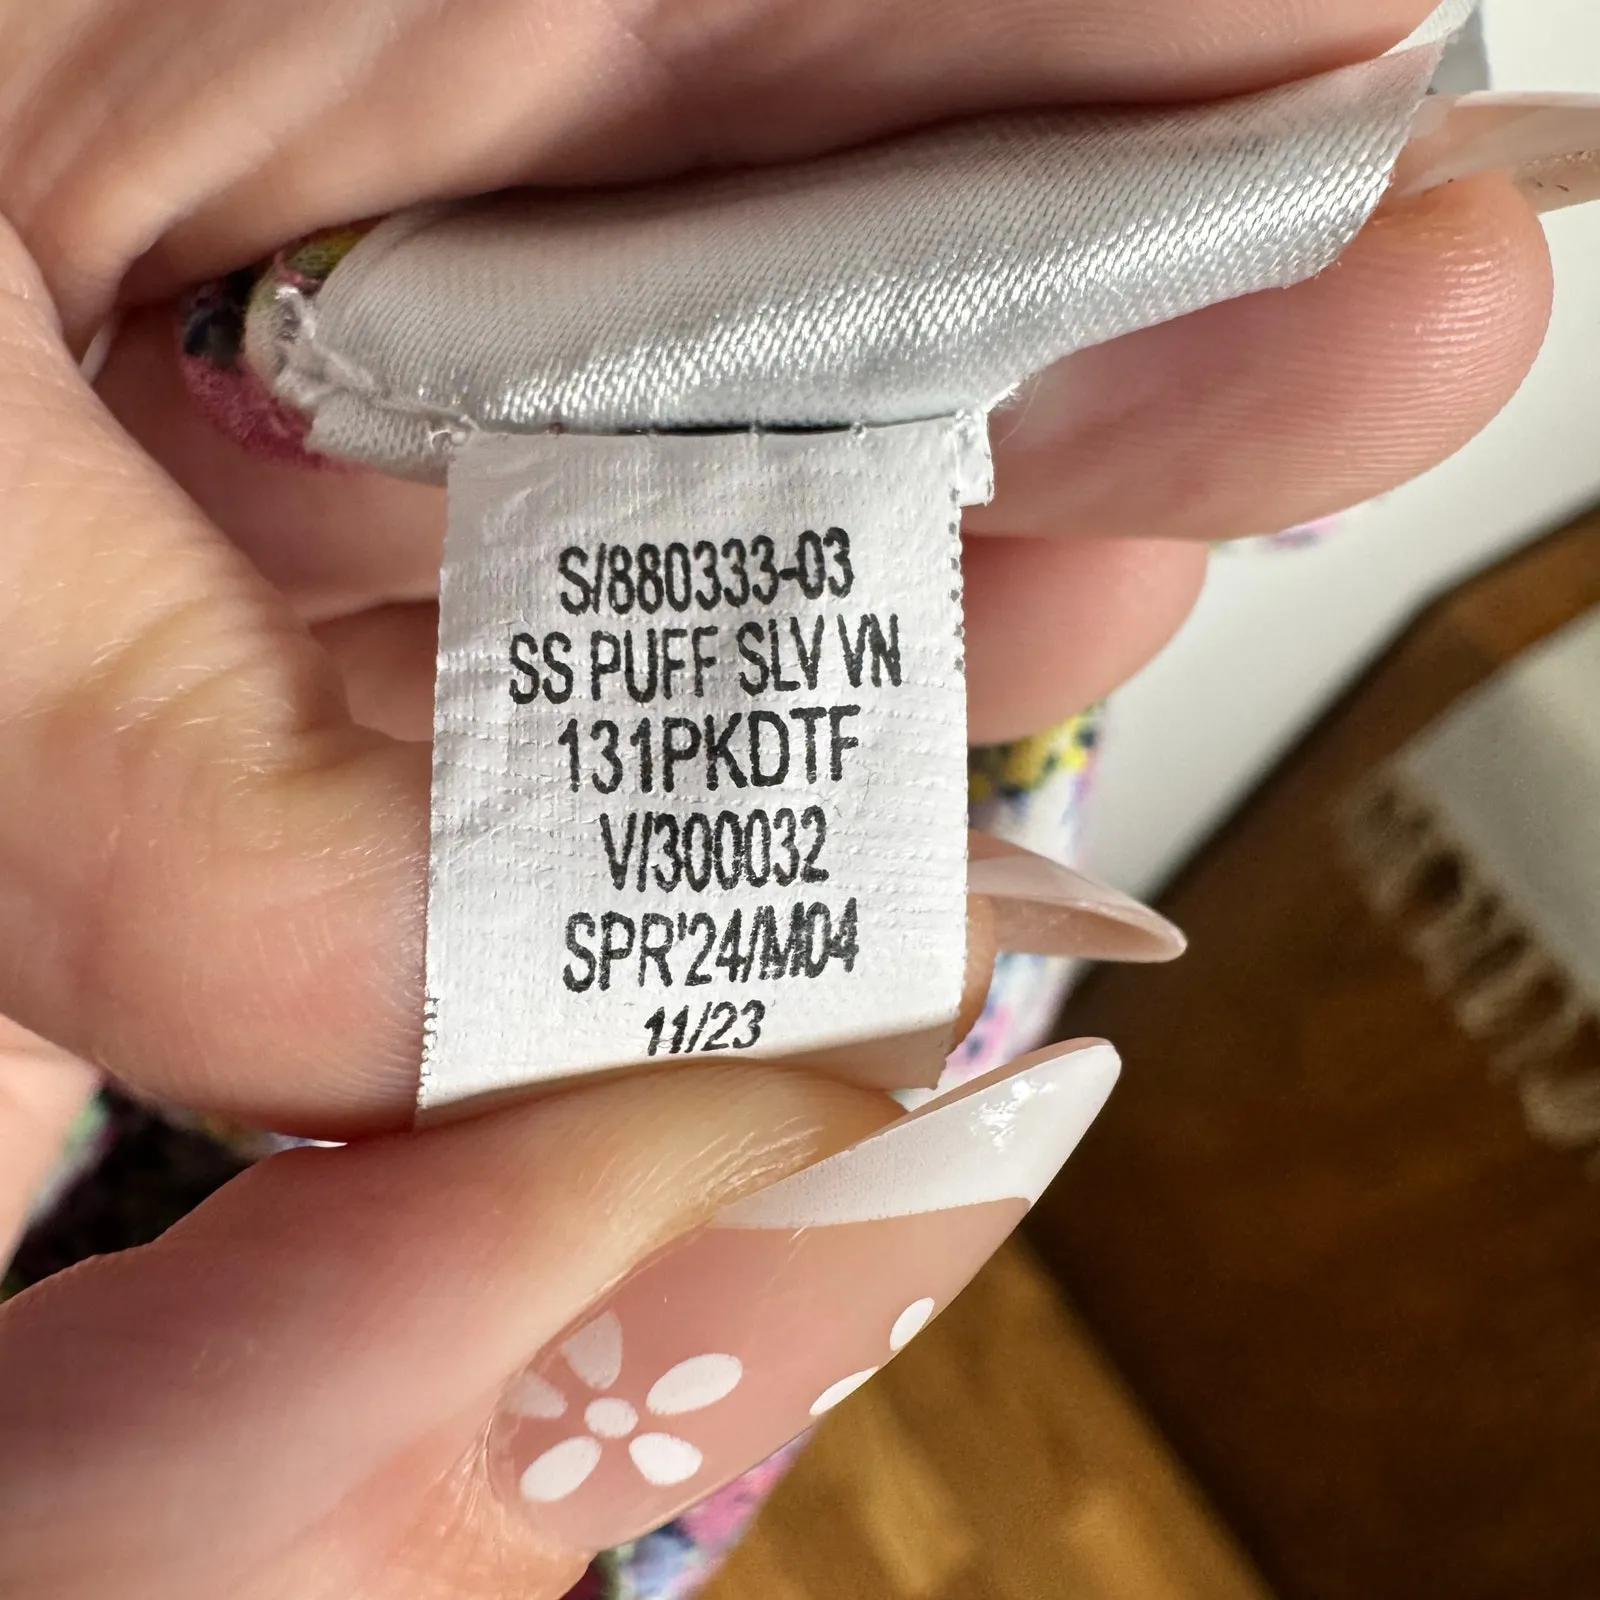 S/880333-03
SS PUFF SLV VN
131PKDTF
V/300032
SPR'24/M04
11/23